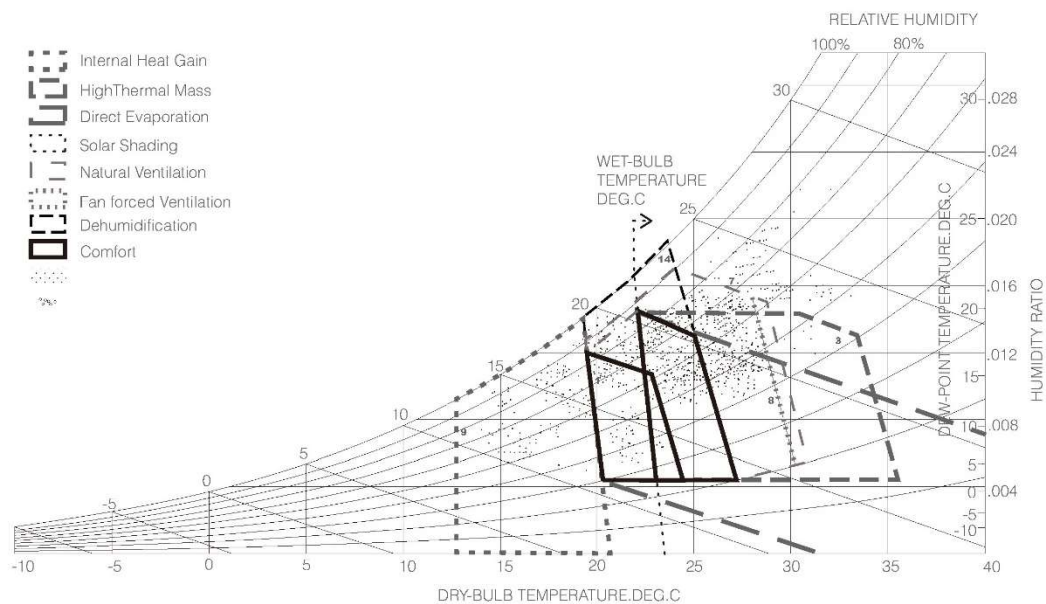 RELATIVE HUMIDITY
100% 80%
Internal Heat Gain
HighThermal Mass
Direct Evaporation
Solar Shading
Natural Ventilation
Fan forced Ventilation
Dehumidification
Comfort
WET-BULB
TEMPERATURE
DEG.C
30
25
20
15
10
5
0
-5
14
7
3
8
9
30
25
20
15
10
5
0
-5
-10
DEW-POINT TEMPERATURE.DEG.C
.028
.024
.020
.016
.012
.008
.004
HUMIDITY RATIO
-10 -5 0 5 10 15 20 25 30 35 40
DRY-BULB TEMPERATURE.DEG.C